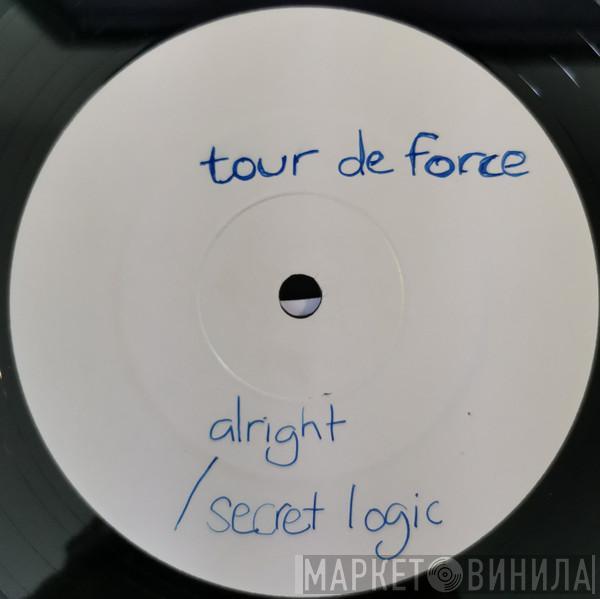 tour de force
alright
/secret logic
МАРКЕТ ВИНИЛА